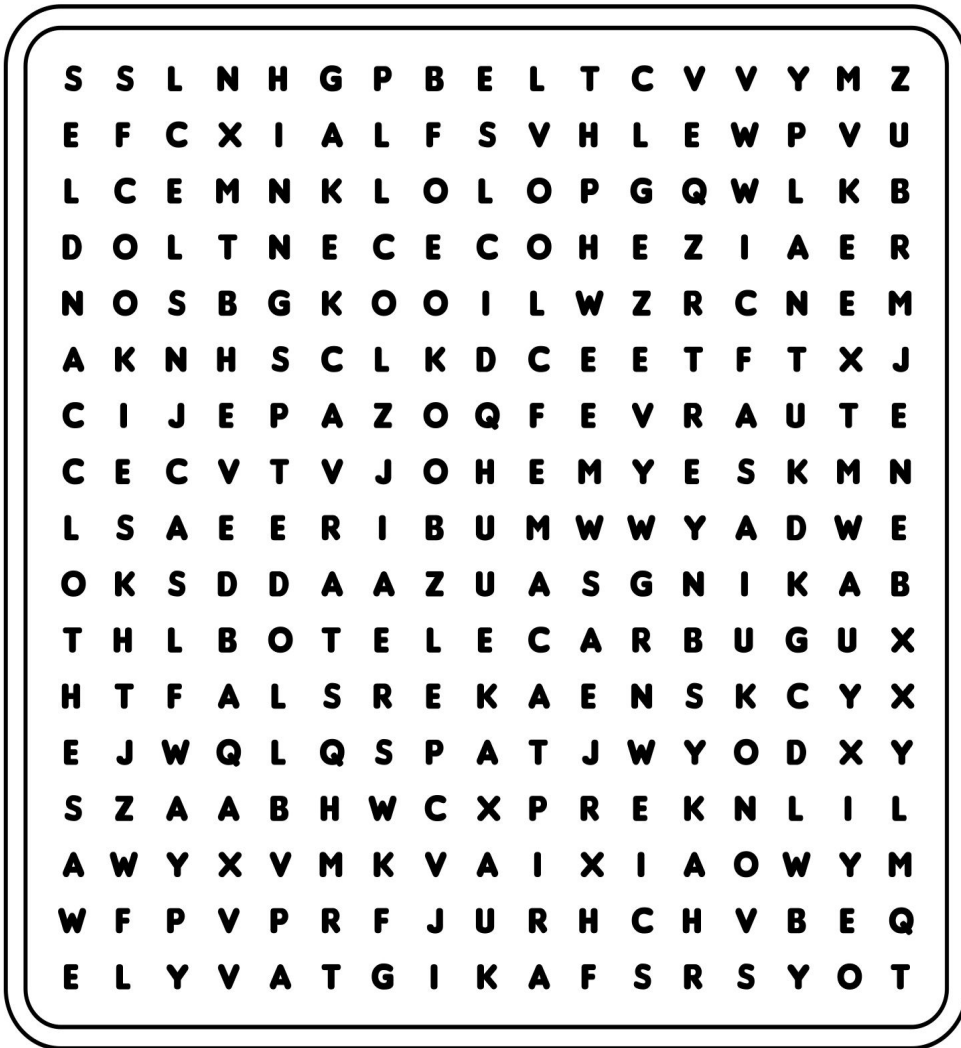 S S L N H G P B E L T C V V Y M Z
E F C X I A L F S V H L E W P V U
L C E M N K L O L O P G Q W L K B
D O L T N E C E C O H E Z I A E R
N O S B G K O O I L W Z R C N E M
A K N H S C L K D C E E T F T X J
C I J E P A Z O Q F E V R A U T E
C E C V T V J O H E M Y E S K M N
L S A E E R I B U M W W Y A D W E
O K S D D A A Z U A S G N I K A B
T H L B O T E L E C A R B U G U X
H T F A L S R E K A E N S K C Y X
E J W Q L Q S P A T J W Y O D X Y
S Z A A B H W C X P R E K N L I L
A W Y X V M K V A I X I A O W Y M
W F P V P R F J U R H C H V B E Q
E L Y V A T G I K A F S R S Y O T